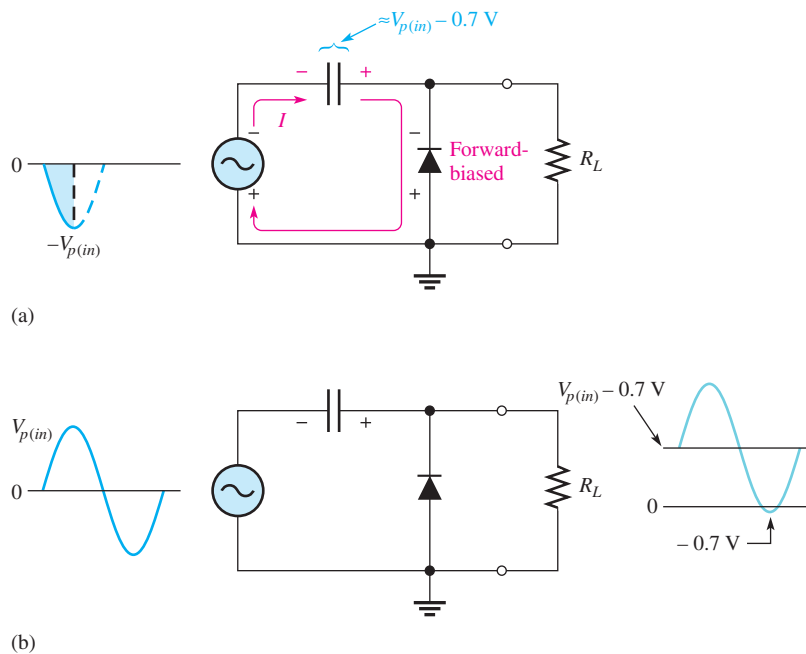 ≈V_p(in) – 0.7 V
– +
I
–
+
–
+
Forward-
biased
R_L
0
–V_p(in)
(a)
V_p(in)
0
– +
R_L
V_p(in) – 0.7 V
0
– 0.7 V
(b)